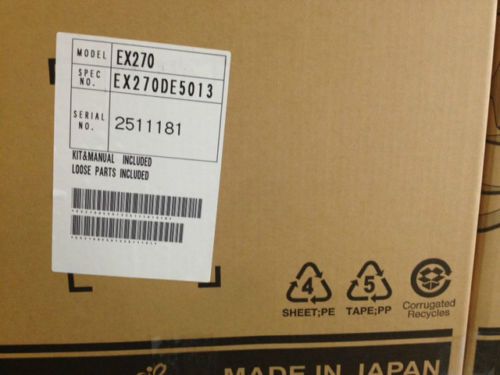 MODEL EX270
SPEC NO. EX270DE5013
SERIAL NO. 2511181
KIT&MANUAL INCLUDED
LOOSE PARTS INCLUDED
4
SHEET;PE
5
TAPE;PP
Corrugated
Recycles
MADE IN JAPAN